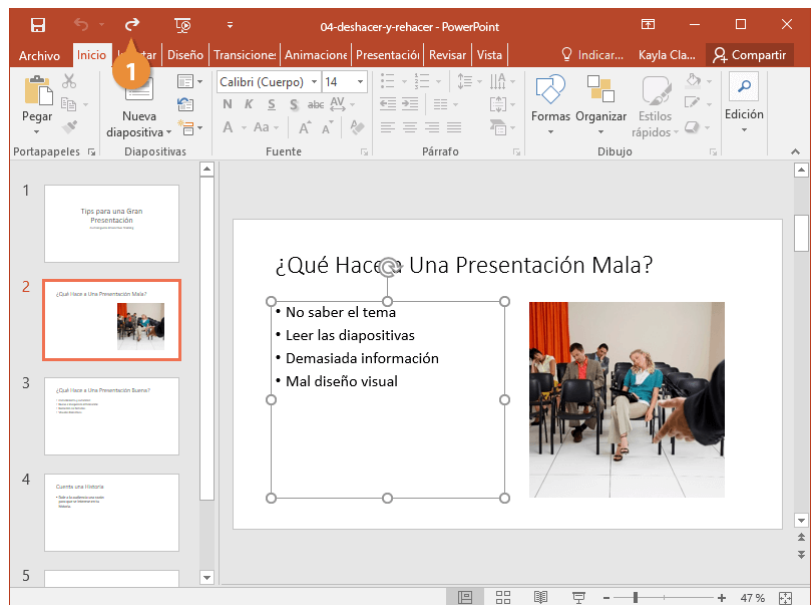 04-deshacer-y-rehacer - PowerPoint
Archivo Inicio Diseño Transicione Animacione Presentació Revisar Vista Indicar... Kayla Cla... Compartir
1
Calibri (Cuerpo) 14
N K S S abc AV
A Aa A A
Pegar
Nueva
diapositiva
Formas Organizar Estilos
rápidos
Edición
Portapapeles Diapositivas Fuente Párrafo Dibujo
1
Tips para una Gran
Presentación
2
¿Qué Hace a Una Presentación Mala?
3
¿Qué Hace a Una Presentación Buena?
4
Cuenta una Historia
5
¿Qué Hace a Una Presentación Mala?
• No saber el tema
• Leer las diapositivas
• Demasiada información
• Mal diseño visual
47 %